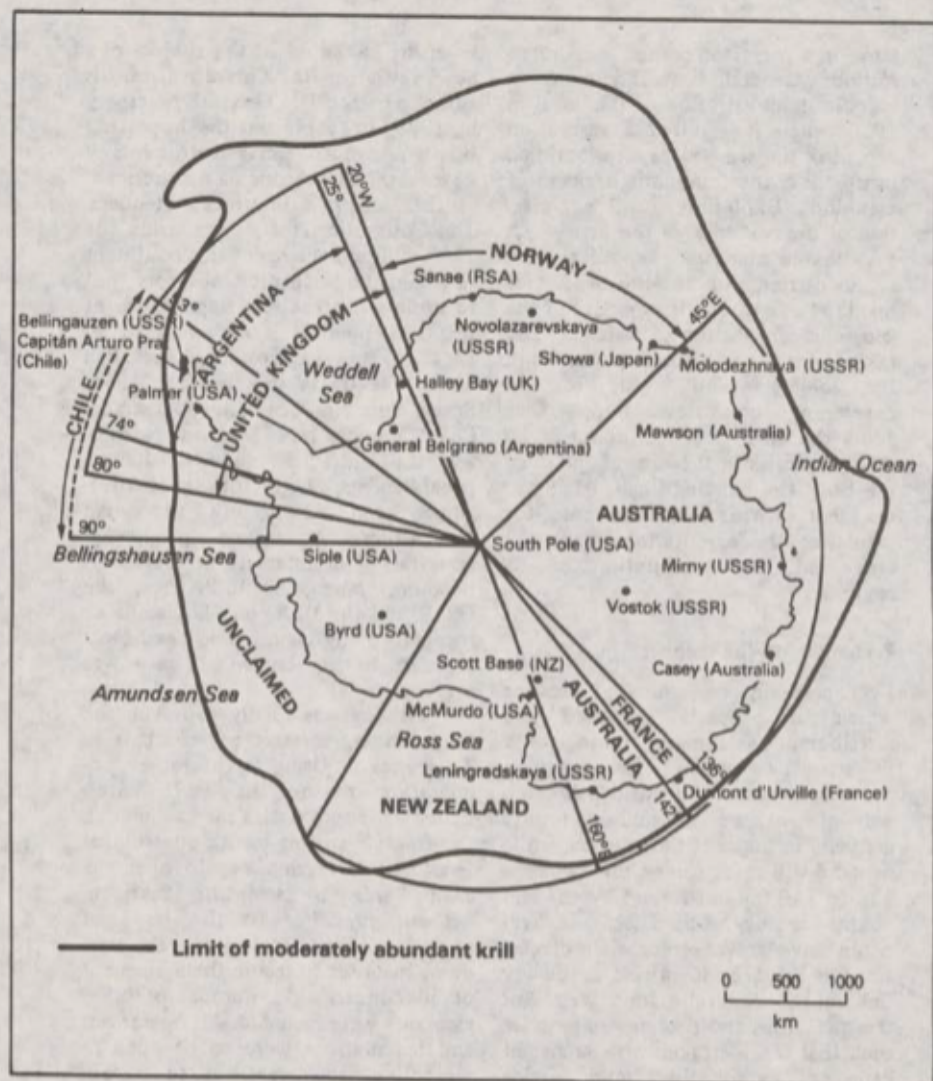 20°W
25°
NORWAY
Sanae (RSA)
45°E
53°
ARGENTINA
UNITED KINGDOM
Bellingauzen (USSR)
Capitán Arturo Pra
(Chile)
Novolazarevskaya
(USSR)
Showa (Japan)
Molodezhnaya (USSR)
Weddell
Sea
Halley Bay (UK)
Palmer (USA)
CHILE
74°
General Belgrano (Argentina)
Mawson (Australia)
80°
Indian Ocean
90°
AUSTRALIA
Bellingshausen Sea
Siple (USA)
South Pole (USA)
Mirny (USSR)
Vostok (USSR)
Byrd (USA)
UNCLAIMED
Scott Base (NZ)
Casey (Australia)
Amundsen Sea
McMurdo (USA)
AUSTRALIA
FRANCE
Ross Sea
Leningradskaya (USSR)
136°
Dumont d'Urville (France)
NEW ZEALAND
142°
160°E
Limit of moderately abundant krill
0 500 1000
km